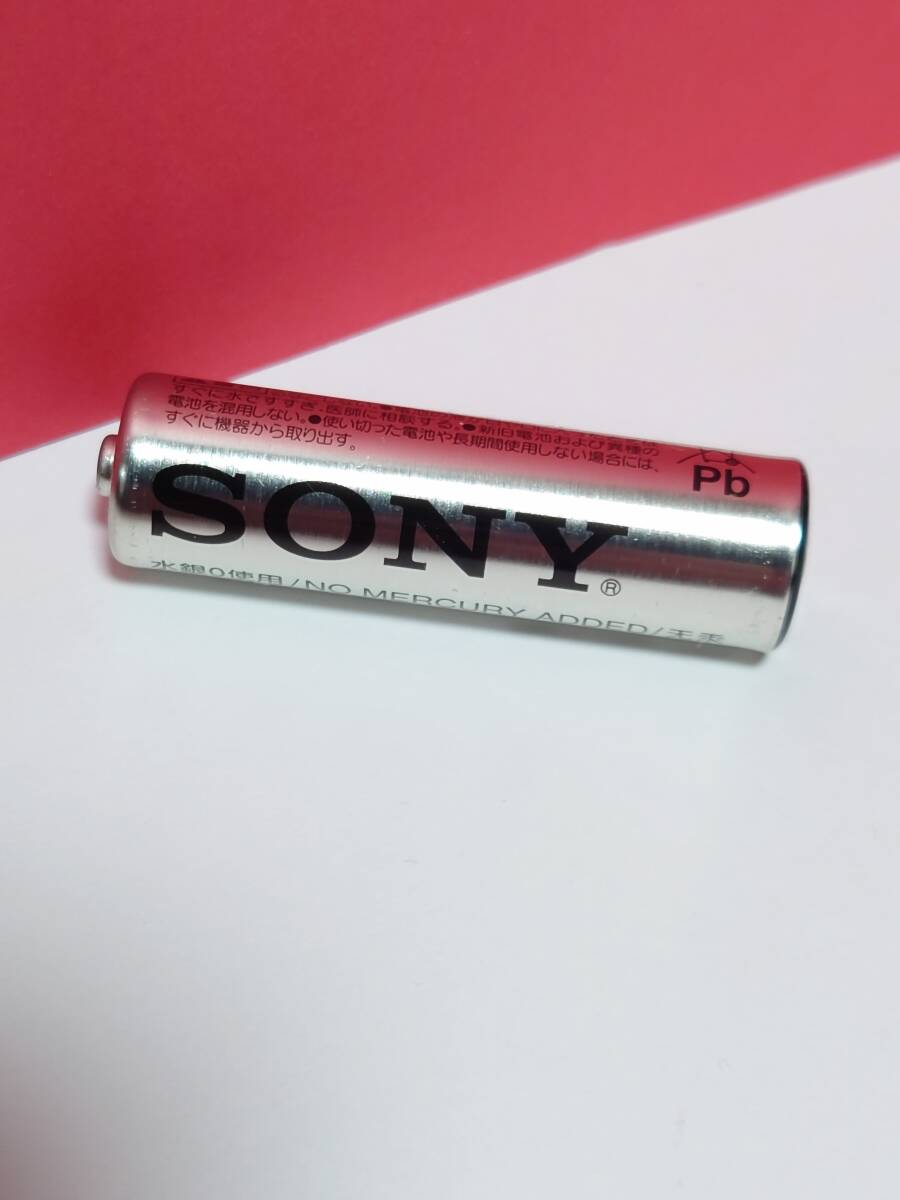 すぐに水ですすぎ、医師に相談する。●新旧電池および異種の
電池を混用しない。●使い切った電池や長期間使用しない場合には、
すぐに機器から取り出す。
Pb
SONY®
水銀0使用/NO MERCURY ADDED/无汞